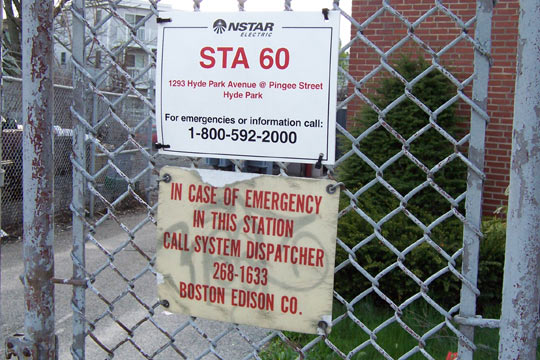 NSTAR
ELECTRIC
STA 60
1293 Hyde Park Avenue @ Pingee Street
Hyde Park
For emergencies or information call:
1-800-592-2000
IN CASE OF EMERGENCY
IN THIS STATION
CALL SYSTEM DISPATCHER
268-1633
BOSTON EDISON CO.